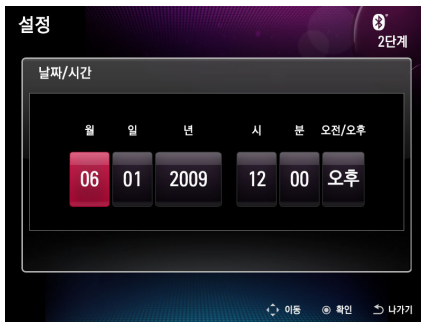 설정
2단계
날짜/시간
월 일 년 시 분 오전/오후
06 01 2009 12 00 오후
이동 확인 나가기